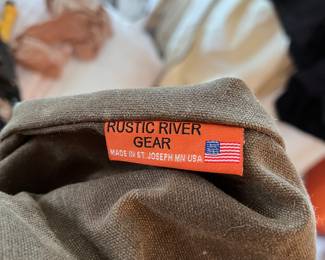 RUSTIC RIVER
GEAR
MADE IN ST. JOSEPH MN USA